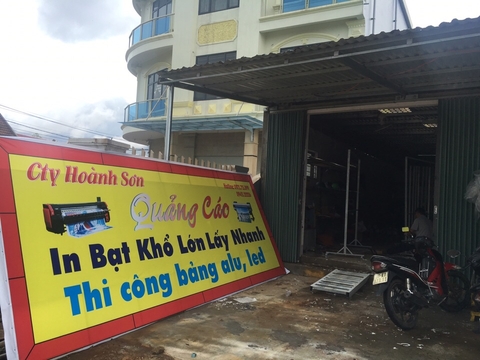 Cty Hoành Sơn
Quảng Cáo
In Bạt Khổ Lớn Lấy Nhanh
Thi công bảng alu, led